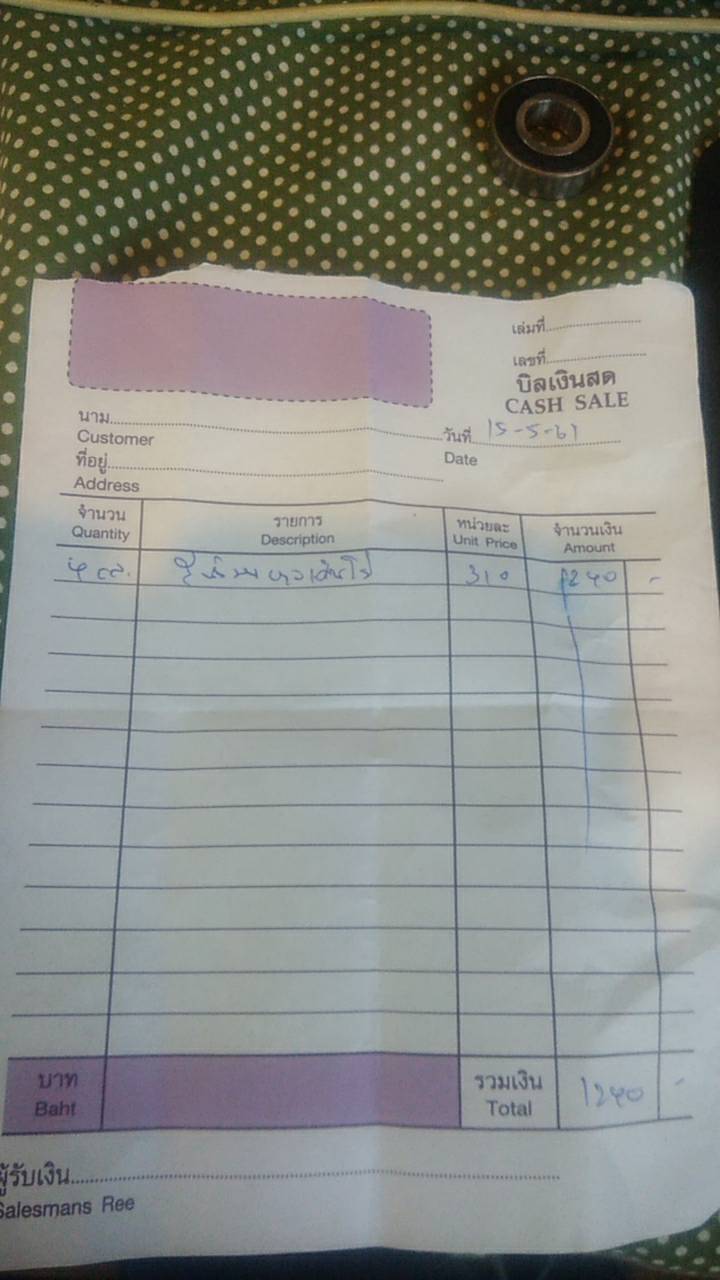 เล่มที่
เลขที่
บิลเงินสด
CASH SALE
นาม
Customer
วันที่ 15-5-61
Date
ที่อยู่
Address
จำนวน รายการ หน่วยละ จำนวนเงิน
Quantity Description Unit Price Amount
310 1240 -
บาท รวมเงิน 1240 -
Baht Total
ผู้รับเงิน
Salesmans Ree